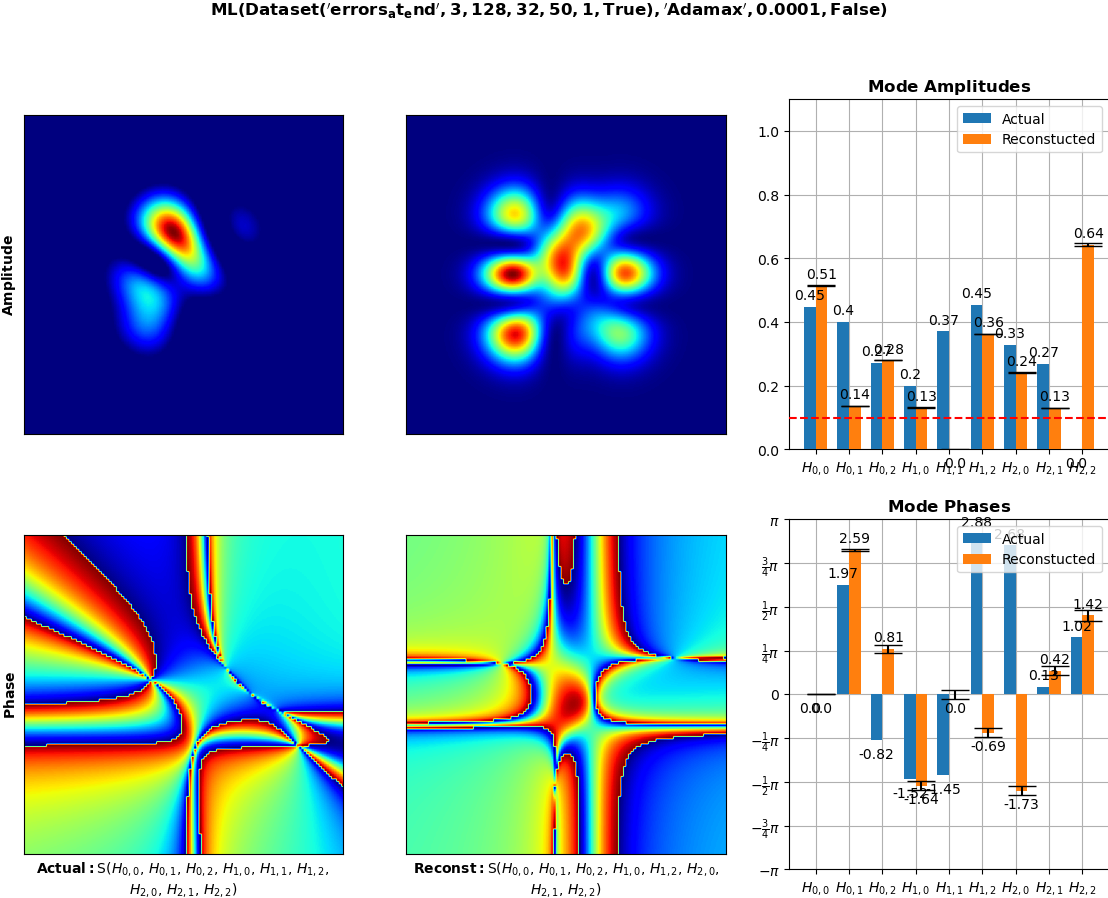 ML(Dataset('errors_at_end', 3, 128, 32, 50, 1, True), 'Adamax', 0.0001, False)
Amplitude
Mode Amplitudes
Actual
Reconstucted
1.0
0.8
0.6
0.4
0.2
0.0
0.45
0.51
0.4
0.14
0.27
0.28
0.2
0.13
0.37
0.0
0.45
0.36
0.33
0.24
0.27
0.13
0.0
0.64
H0,0 H0,1 H0,2 H1,0 H1,1 H1,2 H2,0 H2,1 H2,2
Phase
Mode Phases
Actual
Reconstucted
π
3/4π
1/2π
1/4π
0
−1/4π
−1/2π
−3/4π
−π
0.0
0.0
1.97
2.59
-0.82
0.81
-1.52
-1.64
-1.45
0.0
2.88
-0.69
2.68
-1.73
0.13
0.42
1.02
1.42
H0,0 H0,1 H0,2 H1,0 H1,1 H1,2 H2,0 H2,1 H2,2
Actual: S(H0,0, H0,1, H0,2, H1,0, H1,1, H1,2,
H2,0, H2,1, H2,2)
Reconst: S(H0,0, H0,1, H0,2, H1,0, H1,2, H2,0,
H2,1, H2,2)